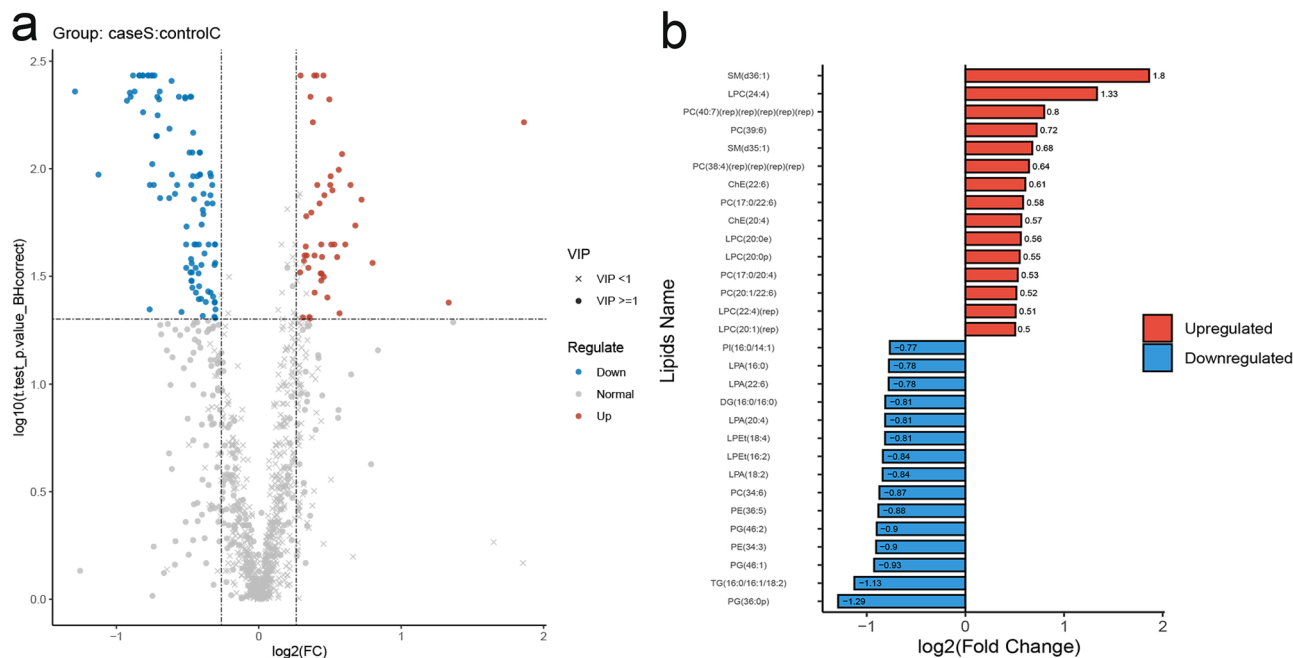 a
Group: caseS:controlC
2.5
2.0
1.5
1.0
0.5
0.0
-1
0
1
2
log10(t.test_p.value_BHcorrect)
log2(FC)
VIP
VIP <1
VIP >=1
Regulate
Down
Normal
Up
b
Lipids Name
SM(d36:1)
1.8
LPC(24:4)
1.33
PC(40:7)(rep)(rep)(rep)(rep)(rep)
0.8
PC(39:6)
0.72
SM(d35:1)
0.68
PC(38:4)(rep)(rep)(rep)(rep)
0.64
ChE(22:6)
0.61
PC(17:0/22:6)
0.58
ChE(20:4)
0.57
LPC(20:0e)
0.56
LPC(20:0p)
0.55
PC(17:0/20:4)
0.53
PC(20:1/22:6)
0.52
LPC(22:4)(rep)
0.51
LPC(20:1)(rep)
0.5
PI(16:0/14:1)
−0.77
LPA(16:0)
−0.78
LPA(22:6)
−0.78
DG(16:0/16:0)
−0.81
LPA(20:4)
−0.81
LPEt(18:4)
−0.81
LPEt(16:2)
−0.84
LPA(18:2)
−0.84
PC(34:6)
−0.87
PE(36:5)
−0.88
PG(46:2)
−0.9
PE(34:3)
−0.9
PG(46:1)
−0.93
TG(16:0/16:1/18:2)
−1.13
PG(36:0p)
−1.29
−1
0
1
2
log2(Fold Change)
Upregulated
Downregulated